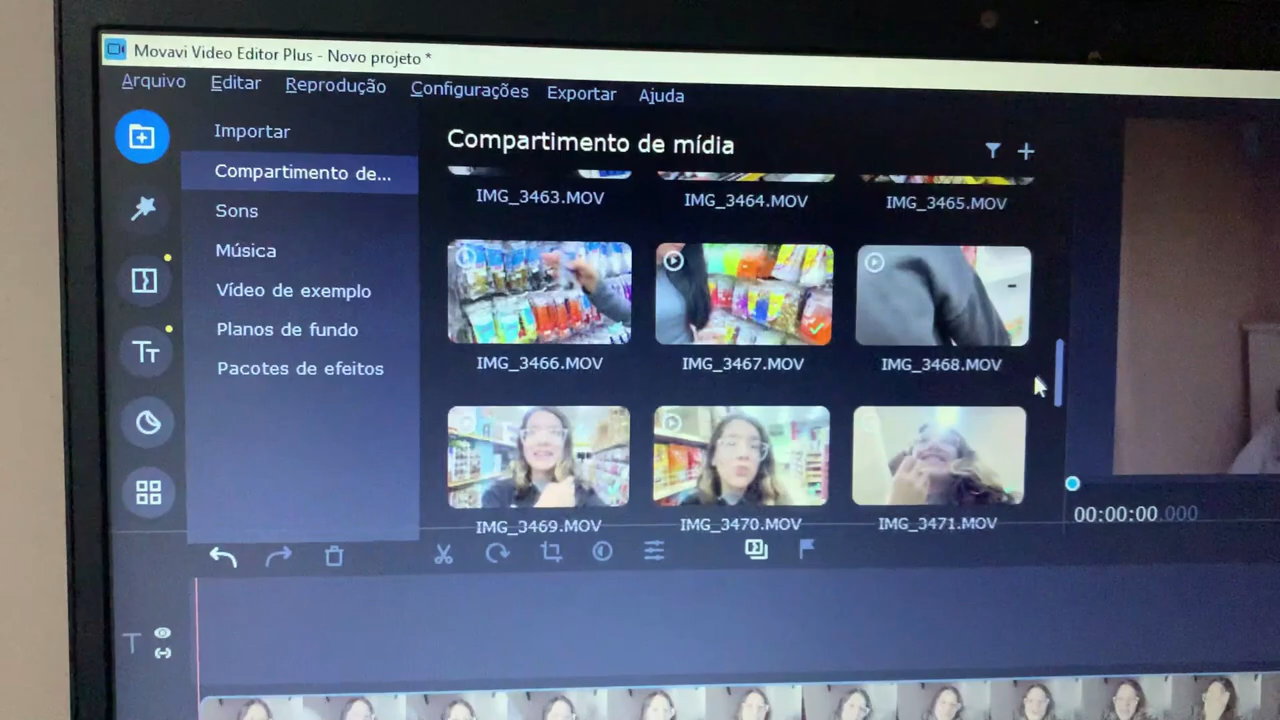 Movavi Video Editor Plus - Novo projeto *
Arquivo Editar Reprodução Configurações Exportar Ajuda
Importar
Compartimento de...
Sons
Música
Vídeo de exemplo
Planos de fundo
Pacotes de efeitos
Compartimento de mídia
IMG_3463.MOV IMG_3464.MOV IMG_3465.MOV
IMG_3466.MOV IMG_3467.MOV IMG_3468.MOV
IMG_3469.MOV IMG_3470.MOV IMG_3471.MOV
00:00:00.000